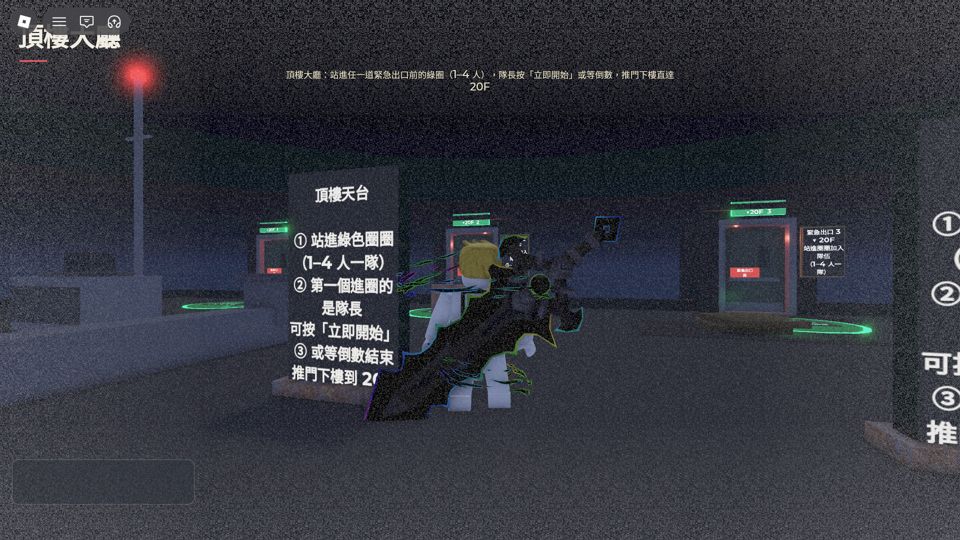 頂樓大廳
頂樓大廳：站進任一道緊急出口前的綠圈（1–4 人），隊長按「立即開始」或等倒數，推門下樓直達
20F
頂樓天台
① 站進綠色圈圈
（1–4 人一隊）
② 第一個進圈的
是隊長
可按「立即開始」
③ 或等倒數結束
推門下樓到 20
20F 2
20F 3
緊急出口 3
▼ 20F
站進圈圈加入
隊伍
（1–4 人一
隊）
①
②
③
推